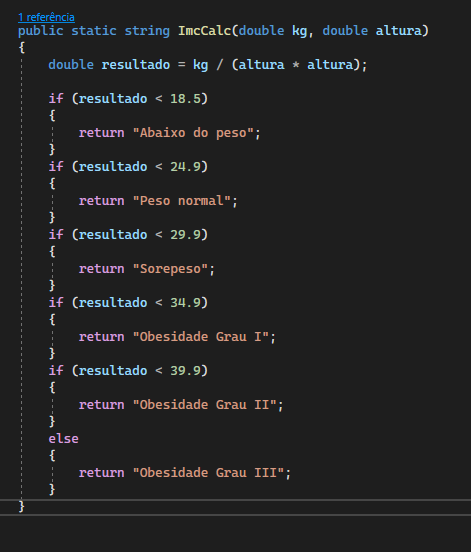 1 referência
public static string ImcCalc(double kg, double altura)
{
    double resultado = kg / (altura * altura);

    if (resultado < 18.5)
    {
        return "Abaixo do peso";
    }
    if (resultado < 24.9)
    {
        return "Peso normal";
    }
    if (resultado < 29.9)
    {
        return "Sorepeso";
    }
    if (resultado < 34.9)
    {
        return "Obesidade Grau I";
    }
    if (resultado < 39.9)
    {
        return "Obesidade Grau II";
    }
    else
    {
        return "Obesidade Grau III";
    }
}